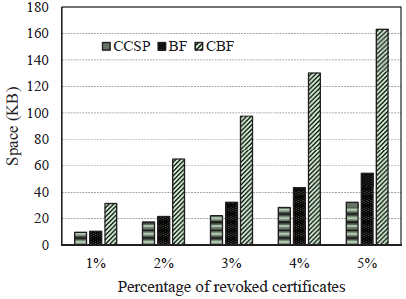 180
160
140
120
100
80
60
40
20
0
Space (KB)
CCSP BF CBF
1% 2% 3% 4% 5%
Percentage of revoked certificates